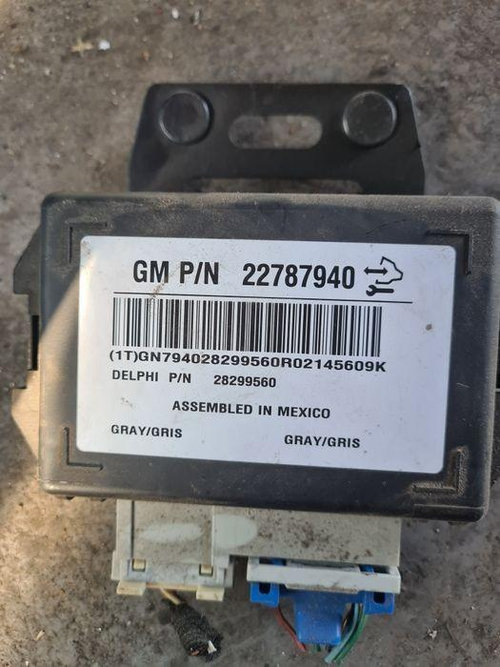 GM P/N 22787940
(1T)GN794028299560R02145609K
DELPHI P/N 28299560
ASSEMBLED IN MEXICO
GRAY/GRIS GRAY/GRIS